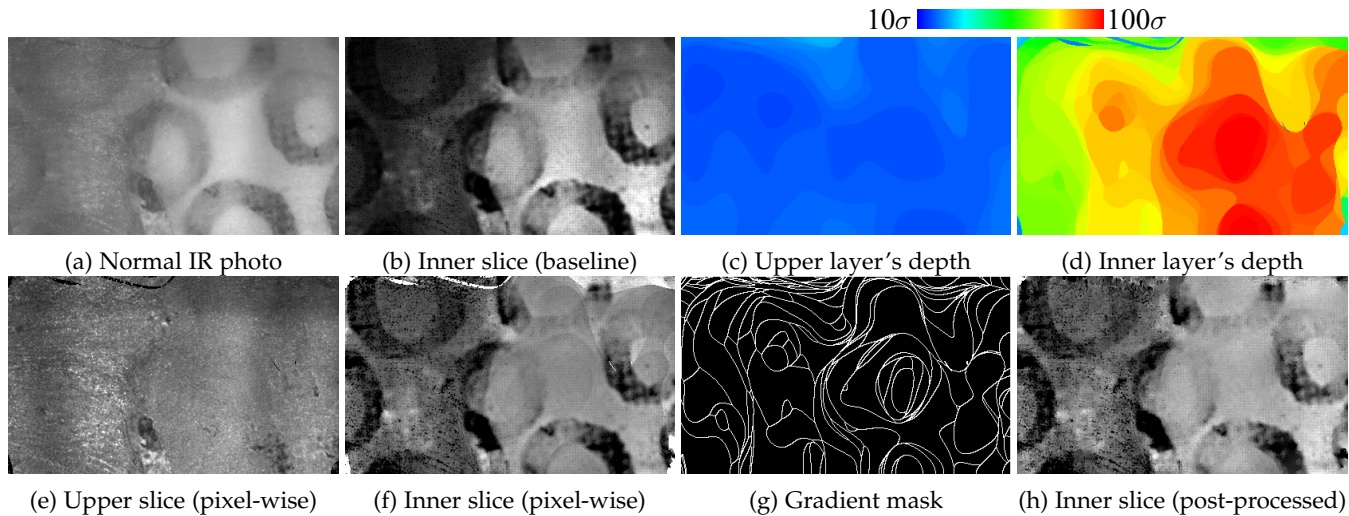 10σ 100σ
(a) Normal IR photo (b) Inner slice (baseline) (c) Upper layer’s depth (d) Inner layer’s depth
(e) Upper slice (pixel-wise) (f) Inner slice (pixel-wise) (g) Gradient mask (h) Inner slice (post-processed)